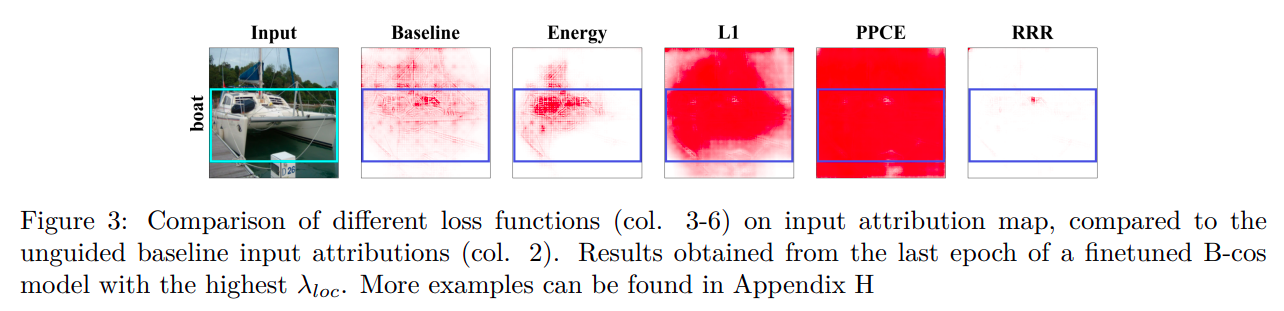 Input Baseline Energy L1 PPCE RRR
boat
D 26
Figure 3: Comparison of different loss functions (col. 3-6) on input attribution map, compared to the
unguided baseline input attributions (col. 2). Results obtained from the last epoch of a finetuned B-cos
model with the highest λ_loc. More examples can be found in Appendix H